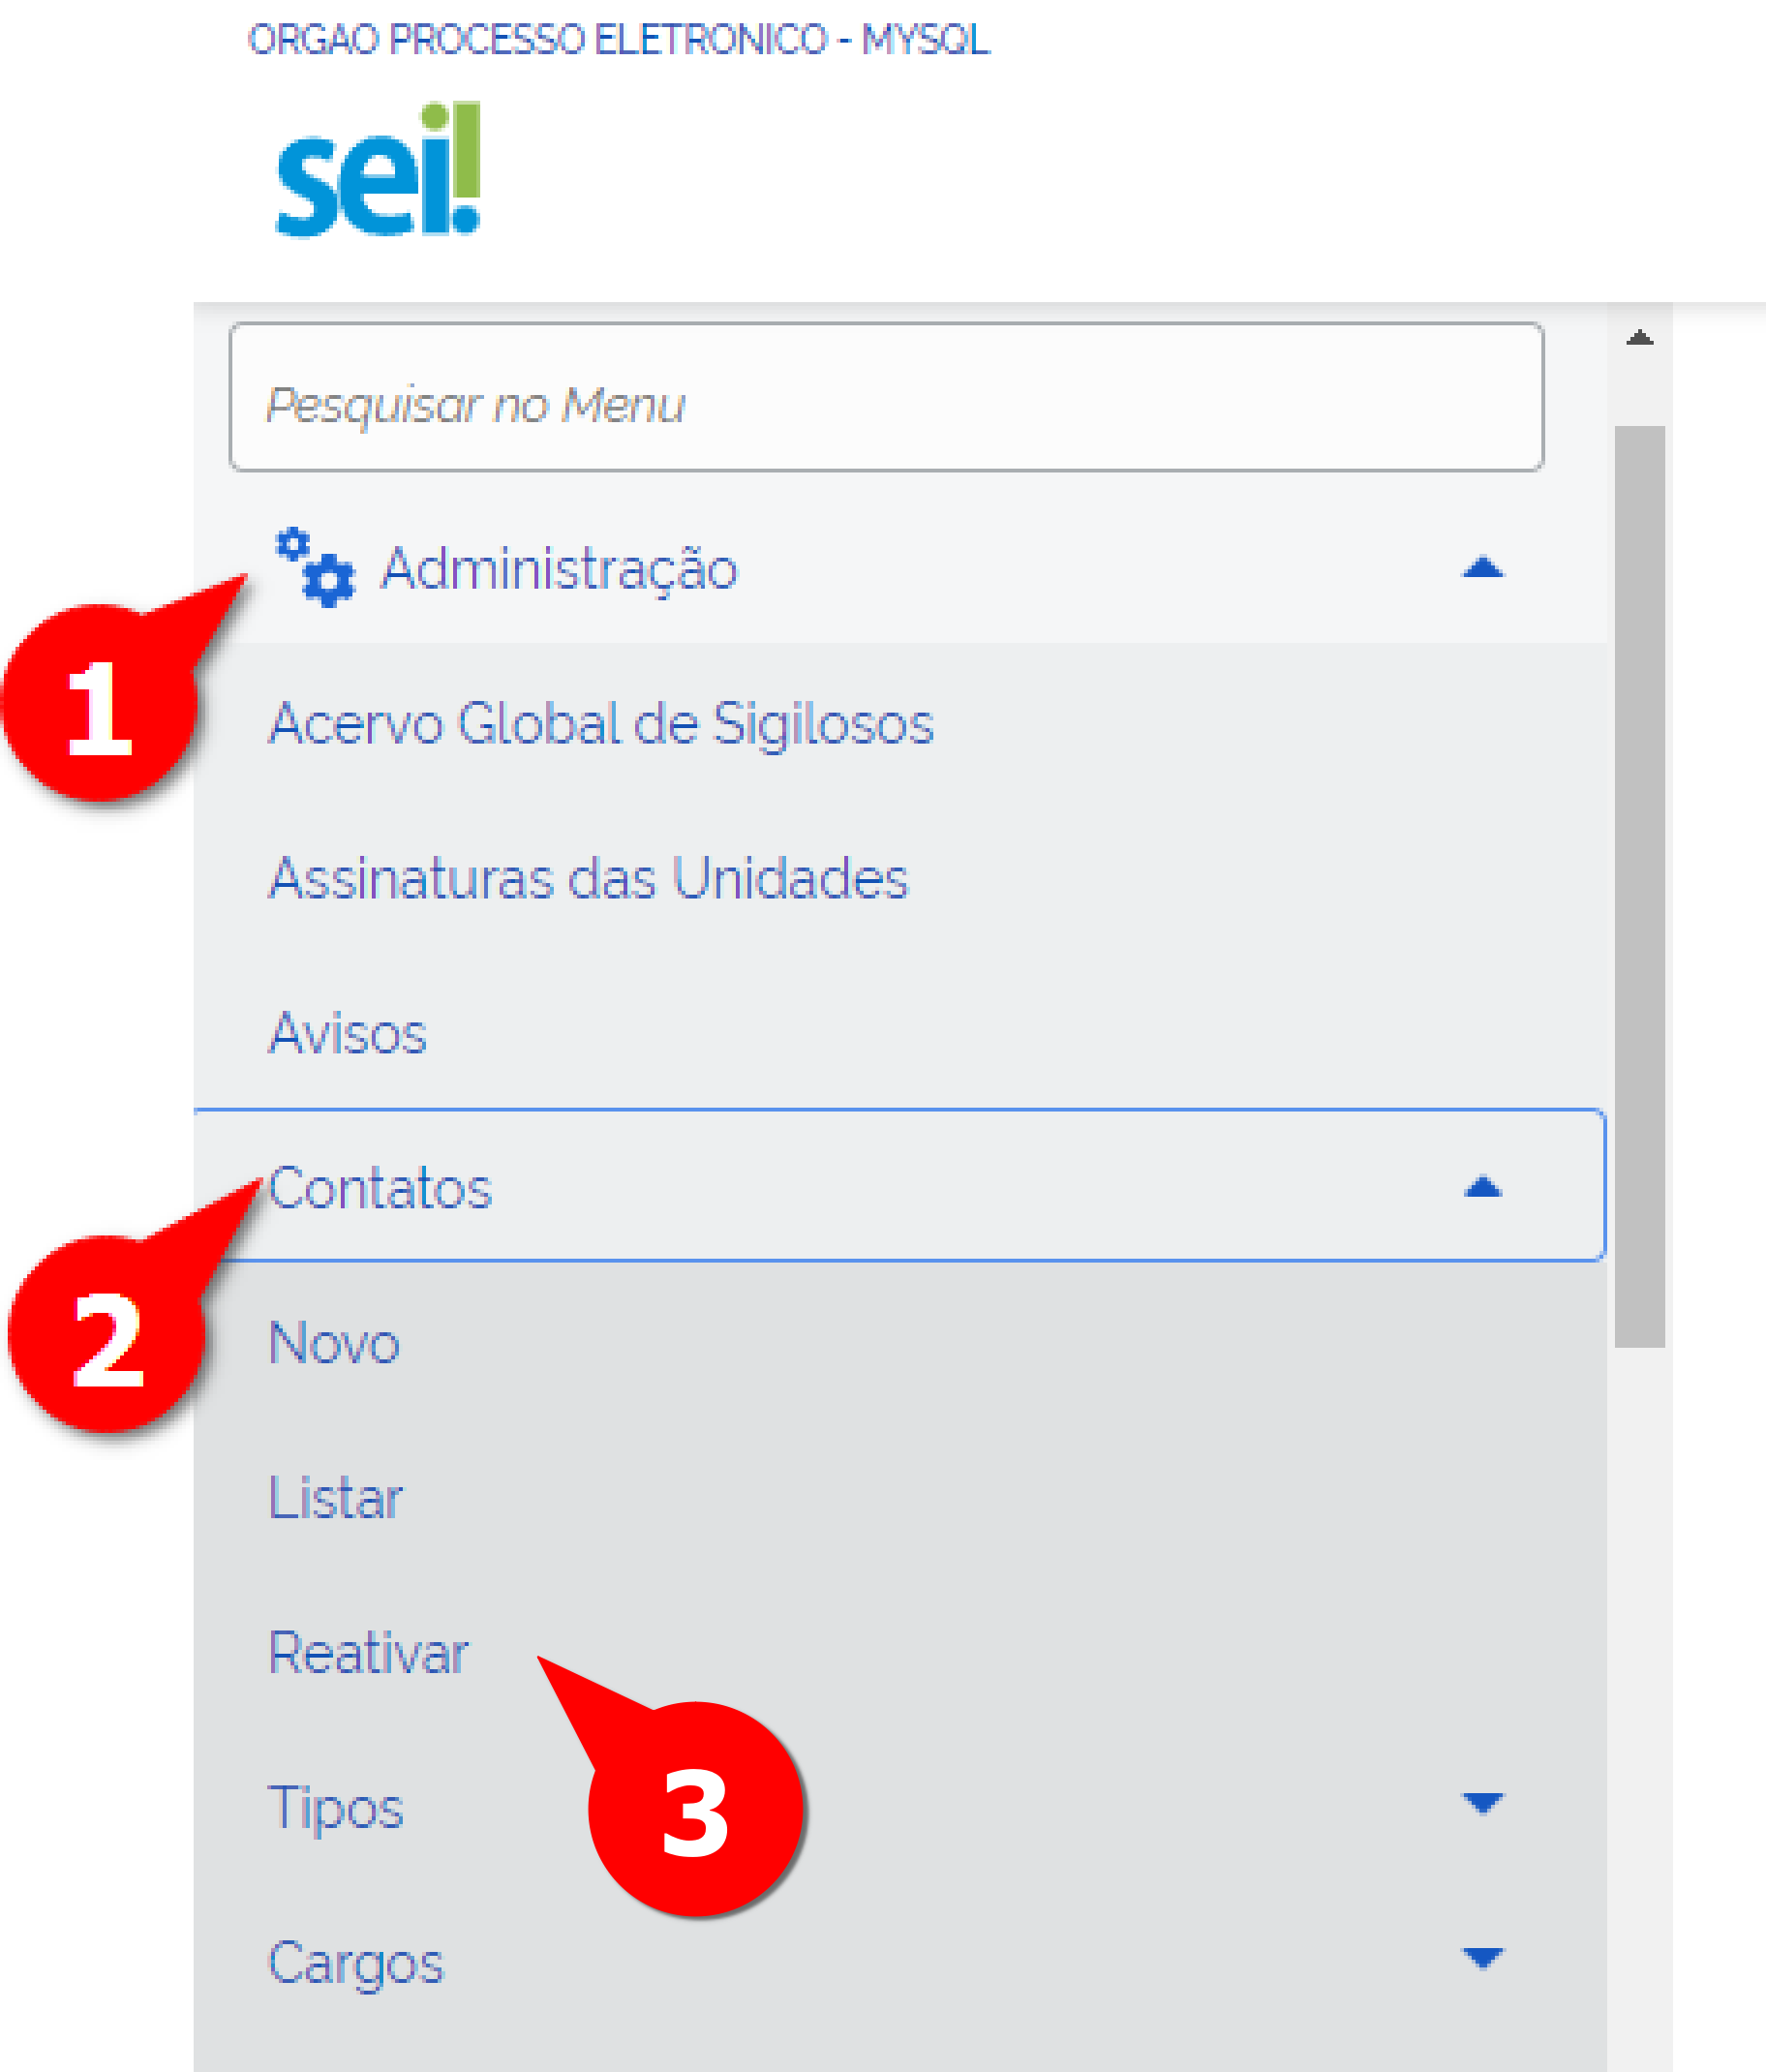 ORGAO PROCESSO ELETRONICO - MYSQL
sei!
Pesquisar no Menu
Administração
1
Acervo Global de Sigilosos
Assinaturas das Unidades
Avisos
Contatos
2
Novo
Listar
Reativar
3
Tipos
Cargos